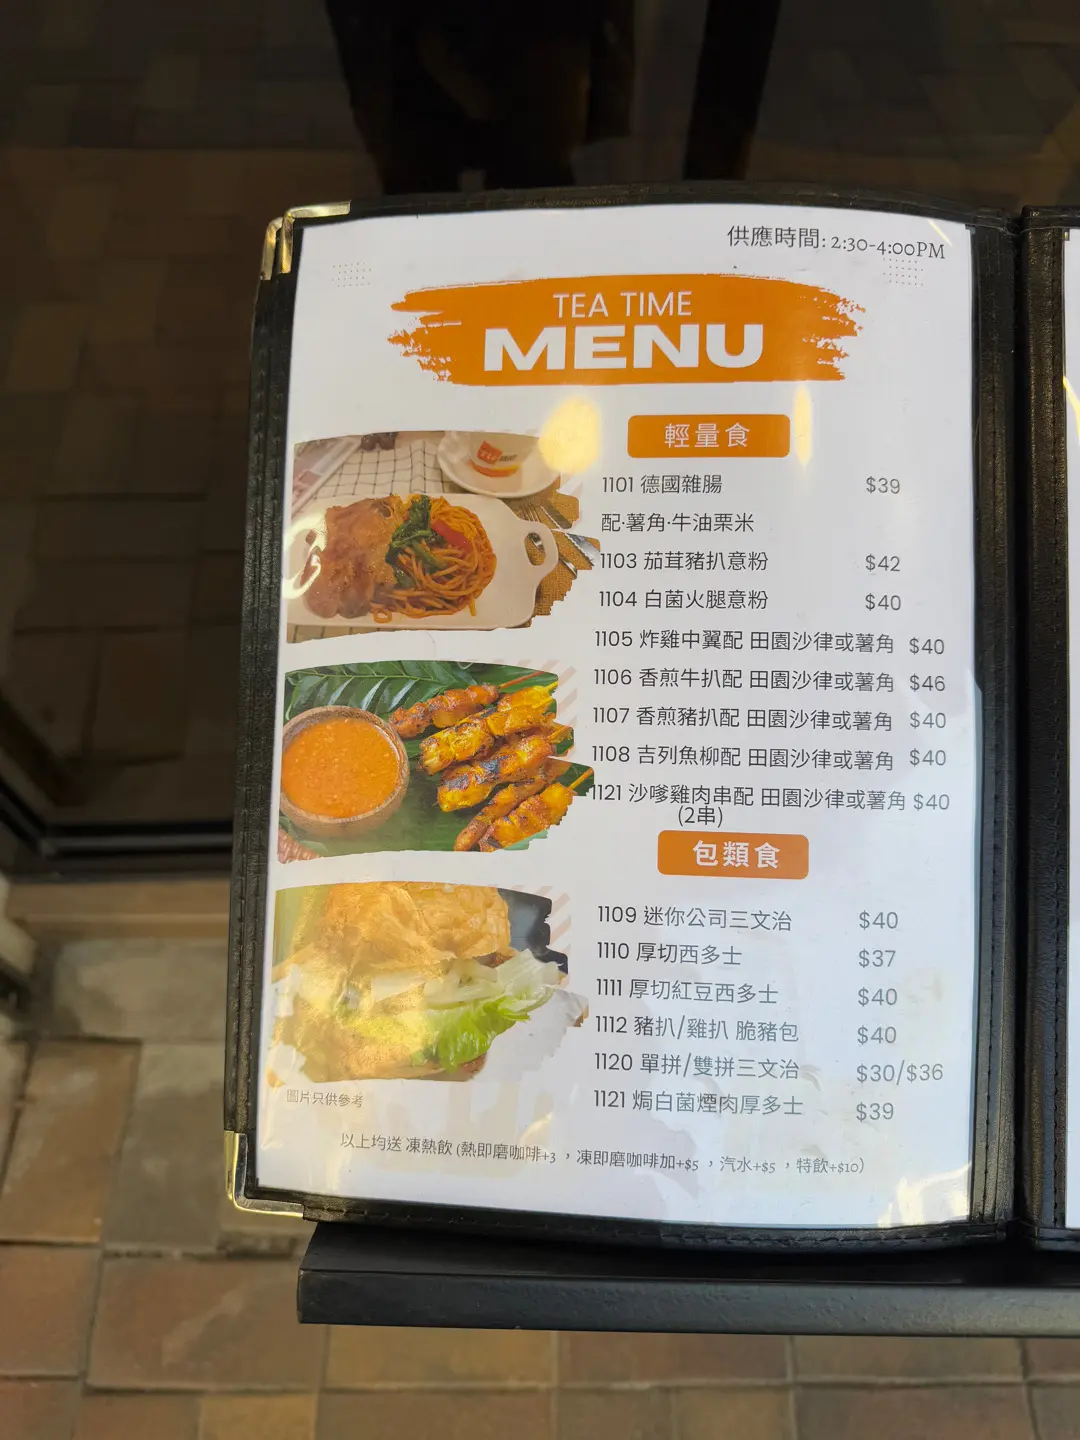 供應時間: 2:30-4:00PM
TEA TIME
MENU
輕量食
1101 德國雜腸 $39
配·薯角·牛油栗米
1103 茄茸豬扒意粉 $42
1104 白菌火腿意粉 $40
1105 炸雞中翼配 田園沙律或薯角 $40
1106 香煎牛扒配 田園沙律或薯角 $46
1107 香煎豬扒配 田園沙律或薯角 $40
1108 吉列魚柳配 田園沙律或薯角 $40
1121 沙嗲雞肉串配 田園沙律或薯角 $40
(2串)
包類食
1109 迷你公司三文治 $40
1110 厚切西多士 $37
1111 厚切紅豆西多士 $40
1112 豬扒/雞扒 脆豬包 $40
1120 單拼/雙拼三文治 $30/$36
1121 焗白菌煙肉厚多士 $39
圖片只供參考
以上均送 凍熱飲 (熱即磨咖啡+3 ，凍即磨咖啡加+$5 ，汽水+$5 ，特飲+$10)